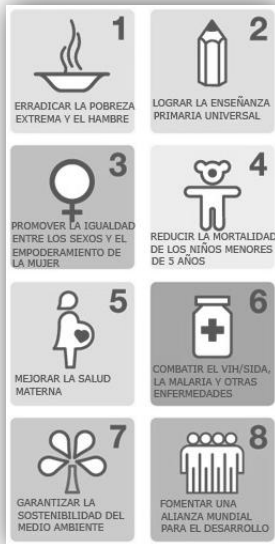 1
ERRADICAR LA POBREZA
EXTREMA Y EL HAMBRE
2
LOGRAR LA ENSEÑANZA
PRIMARIA UNIVERSAL
3
PROMOVER LA IGUALDAD
ENTRE LOS SEXOS Y EL
EMPODERAMIENTO DE
LA MUJER
4
REDUCIR LA MORTALIDAD
DE LOS NIÑOS MENORES
DE 5 AÑOS
5
MEJORAR LA SALUD
MATERNA
6
COMBATIR EL VIH/SIDA,
LA MALARIA Y OTRAS
ENFERMEDADES
7
GARANTIZAR LA
SOSTENIBILIDAD DEL
MEDIO AMBIENTE
8
FOMENTAR UNA
ALIANZA MUNDIAL
PARA EL DESARROLLO